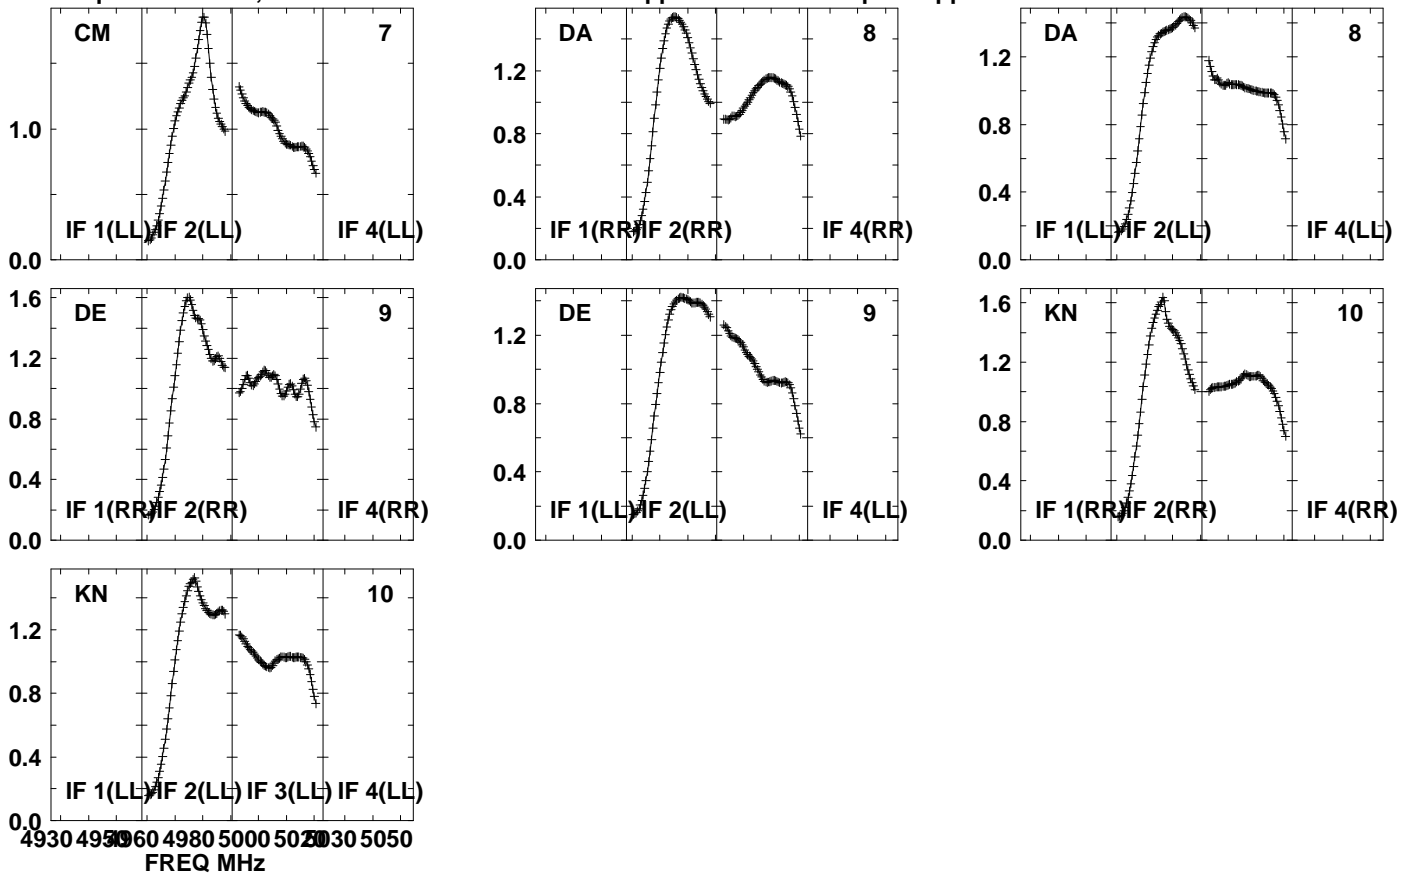 CM 7
1.0
IF 1(LL) IF 2(LL) IF 4(LL)
0.0
DA 8
1.2
0.8
0.4
IF 1(RR) IF 2(RR) IF 4(RR)
0.0
DA 8
1.2
0.8
0.4
IF 1(LL) IF 2(LL) IF 4(LL)
0.0
1.6
DE 9
1.2
0.8
0.4
IF 1(RR) IF 2(RR) IF 4(RR)
0.0
DE 9
1.2
0.8
0.4
IF 1(LL) IF 2(LL) IF 4(LL)
0.0
1.6
KN 10
1.2
0.8
0.4
IF 1(RR) IF 2(RR) IF 4(RR)
0.0
KN 10
1.2
0.8
0.4
IF 1(LL) IF 2(LL) IF 3(LL) IF 4(LL)
0.0
4930 4950 4960 4980 5000 5020 5030 5050
FREQ MHz